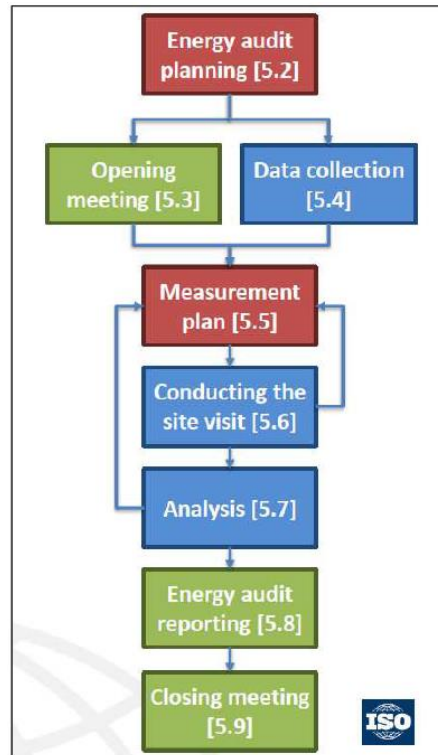 Energy audit
planning [5.2]
Opening
meeting [5.3]
Data collection
[5.4]
Measurement
plan [5.5]
Conducting the
site visit [5.6]
Analysis [5.7]
Energy audit
reporting [5.8]
Closing meeting
[5.9]
ISO